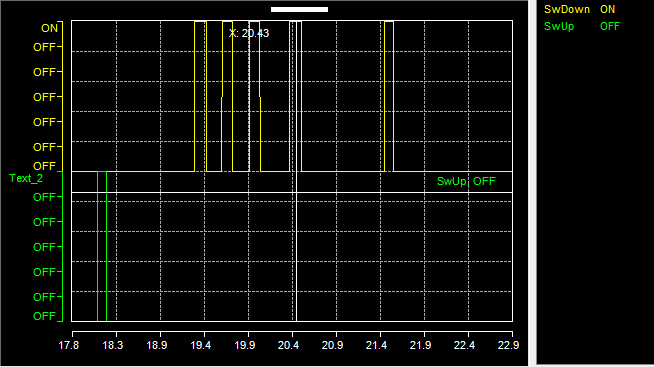 SwDown ON
SwUp OFF
ON
X: 20.43
OFF
OFF
OFF
OFF
OFF
OFF
Text_2
SwUp: OFF
OFF
OFF
OFF
OFF
OFF
OFF
17.8 18.3 18.9 19.4 19.9 20.4 20.9 21.4 21.9 22.4 22.9